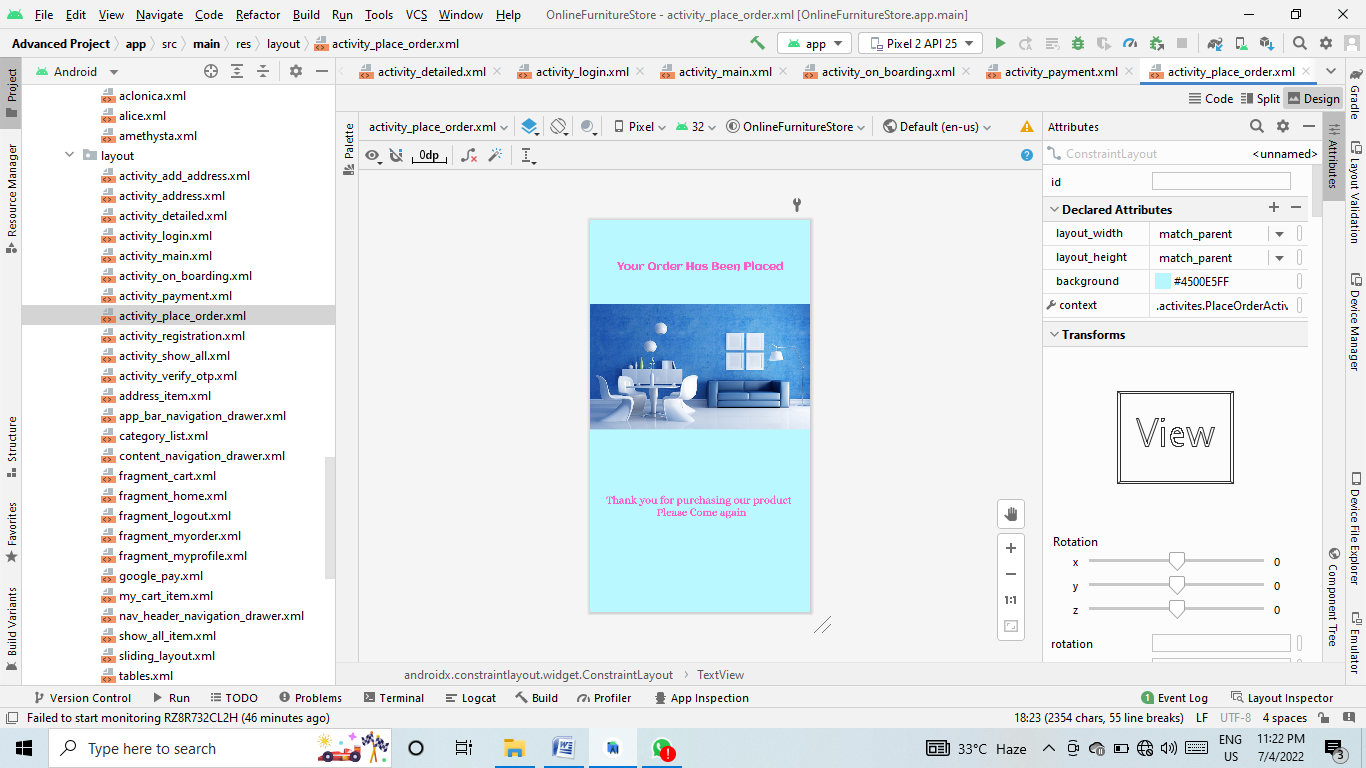 File Edit View Navigate Code Refactor Build Run Tools VCS Window Help OnlineFurnitureStore - activity_place_order.xml [OnlineFurnitureStore.app.main]
Advanced Project app src main res layout activity_place_order.xml app Pixel 2 API 25
Project Android activity_detailed.xml activity_login.xml activity_main.xml activity_on_boarding.xml activity_payment.xml activity_place_order.xml
Code Split Design
activity_place_order.xml Pixel 32 OnlineFurnitureStore Default (en-us) Attributes
0dp
Palette
ConstraintLayout <unnamed>
id
Declared Attributes
layout_width match_parent
layout_height match_parent
background #4500E5FF
context .activites.PlaceOrderActiv
Transforms
View
Rotation
x 0
y 0
z 0
rotation
aclonica.xml
alice.xml
amethysta.xml
layout
activity_add_address.xml
activity_address.xml
activity_detailed.xml
activity_login.xml
activity_main.xml
activity_on_boarding.xml
activity_payment.xml
activity_place_order.xml
activity_registration.xml
activity_show_all.xml
activity_verify_otp.xml
address_item.xml
app_bar_navigation_drawer.xml
category_list.xml
content_navigation_drawer.xml
fragment_cart.xml
fragment_home.xml
fragment_logout.xml
fragment_myorder.xml
fragment_myprofile.xml
google_pay.xml
my_cart_item.xml
nav_header_navigation_drawer.xml
show_all_item.xml
sliding_layout.xml
tables.xml
Your Order Has Been Placed
Thank you for purchasing our product
Please Come again
1:1
Resource Manager
Structure
Favorites
Build Variants
Gradle
Layout Validation
Device Manager
Device File Explorer
Emulator
Attributes
Component Tree
androidx.constraintlayout.widget.ConstraintLayout TextView
Version Control Run TODO Problems Terminal Logcat Build Profiler App Inspection 1 Event Log Layout Inspector
Failed to start monitoring RZ8R732CL2H (46 minutes ago) 18:23 (2354 chars, 55 line breaks) LF UTF-8 4 spaces
Type here to search 33°C Haze ENG US 11:22 PM 7/4/2022 3